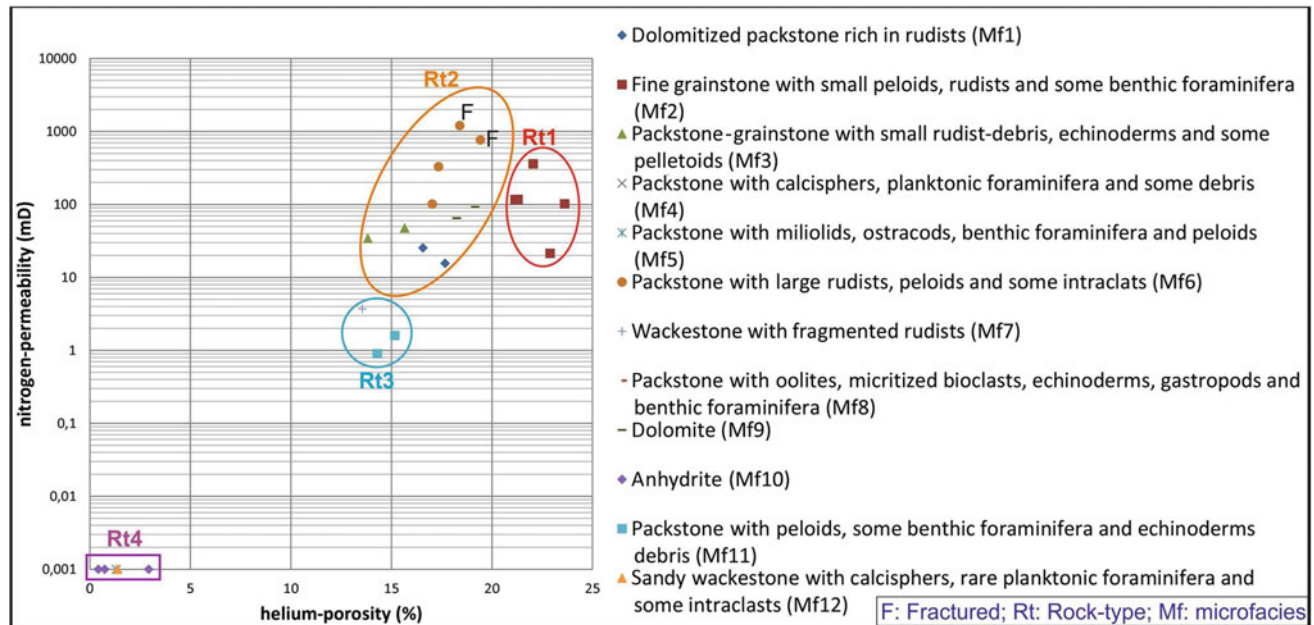 nitrogen-permeability (mD)
10000
1000
100
10
1
0,1
0,01
0,001
Rt2
F
F
Rt1
Rt3
Rt4
0
5
10
15
20
25
helium-porosity (%)
Dolomitized packstone rich in rudists (Mf1)
Fine grainstone with small peloids, rudists and some benthic foraminifera
(Mf2)
Packstone-grainstone with small rudist-debris, echinoderms and some
pelletoids (Mf3)
Packstone with calcisphers, planktonic foraminifera and some debris
(Mf4)
Packstone with miliolids, ostracods, benthic foraminifera and peloids
(Mf5)
Packstone with large rudists, peloids and some intraclats (Mf6)
Wackestone with fragmented rudists (Mf7)
Packstone with oolites, micritized bioclasts, echinoderms, gastropods and
benthic foraminifera (Mf8)
Dolomite (Mf9)
Anhydrite (Mf10)
Packstone with peloids, some benthic foraminifera and echinoderms
debris (Mf11)
Sandy wackestone with calcisphers, rare planktonic foraminifera and
some intraclasts (Mf12)
F: Fractured; Rt: Rock-type; Mf: microfacies